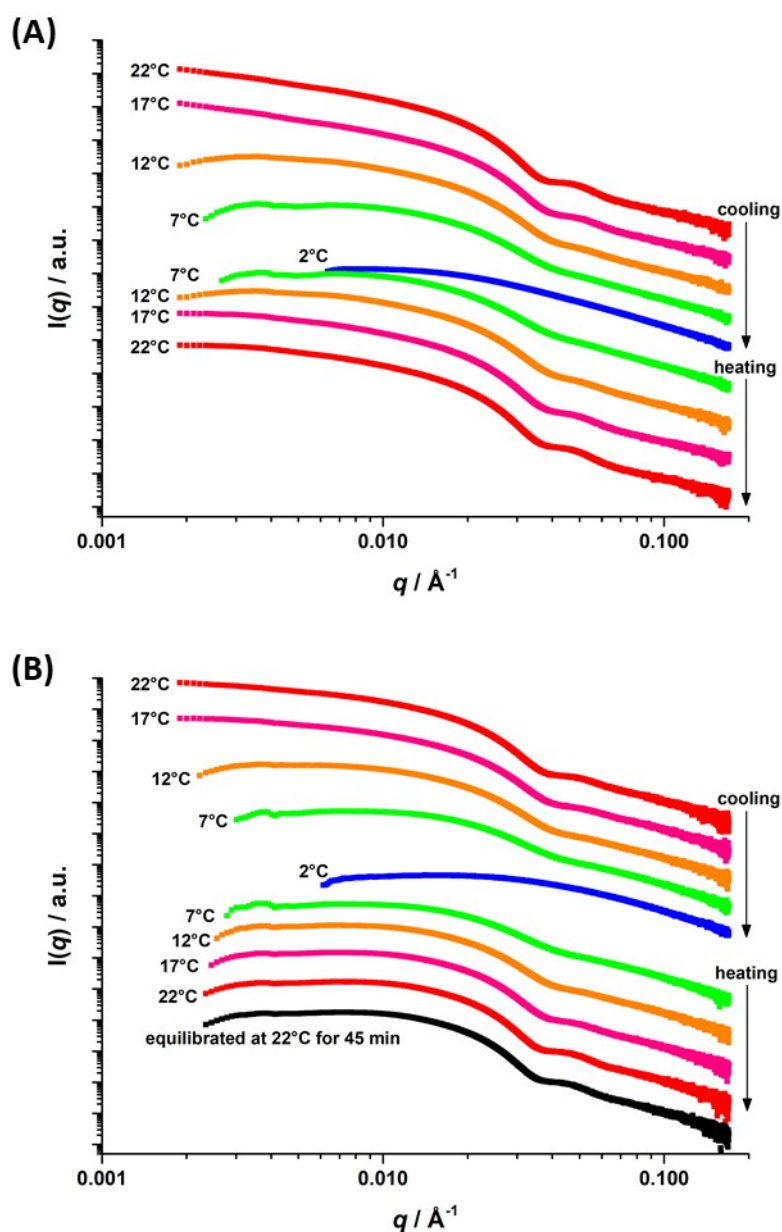 (A)
22°C
17°C
12°C
7°C
7°C
2°C
12°C
17°C
22°C
cooling
heating
I(q) / a.u.
0.001
0.010
0.100
q / Å⁻¹
(B)
22°C
17°C
12°C
7°C
2°C
7°C
12°C
17°C
22°C
equilibrated at 22°C for 45 min
cooling
heating
I(q) / a.u.
0.001
0.010
0.100
q / Å⁻¹